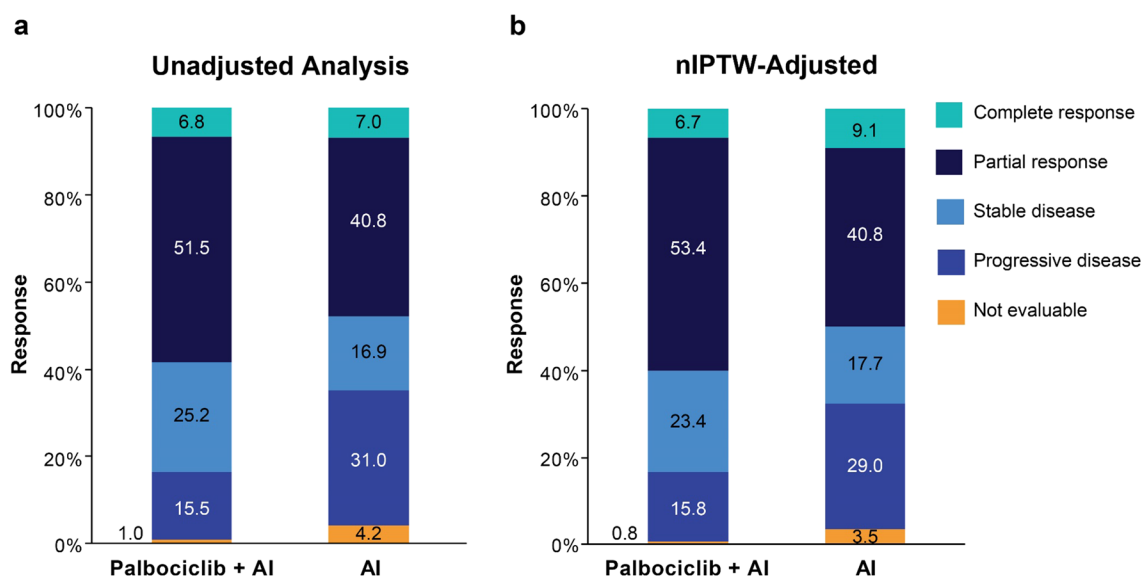 a
Unadjusted Analysis
100%
80%
60%
40%
20%
0%
Response
6.8
51.5
25.2
15.5
1.0
7.0
40.8
16.9
31.0
4.2
Palbociclib + AI
AI
b
nIPTW-Adjusted
100%
80%
60%
40%
20%
0%
Response
6.7
53.4
23.4
15.8
0.8
9.1
40.8
17.7
29.0
3.5
Palbociclib + AI
AI
Complete response
Partial response
Stable disease
Progressive disease
Not evaluable